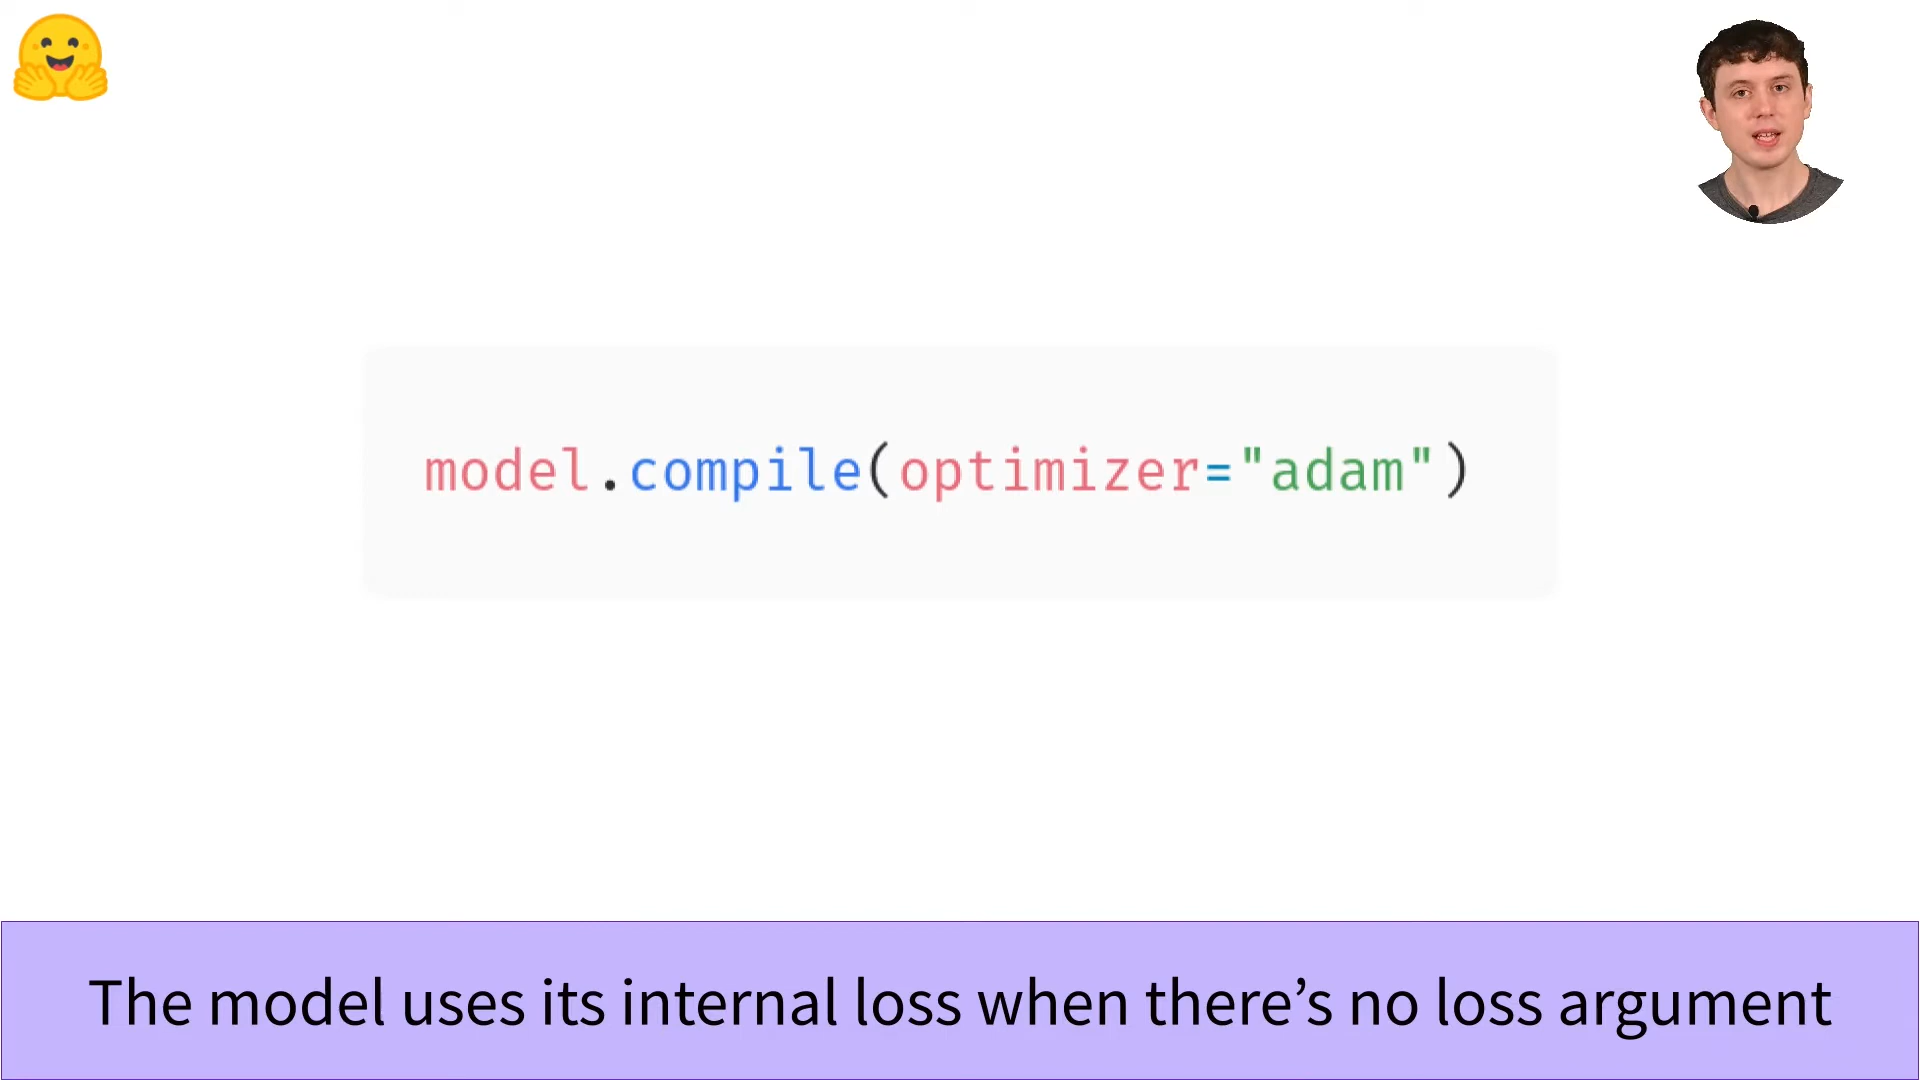 model.compile(optimizer="adam")
The model uses its internal loss when there’s no loss argument